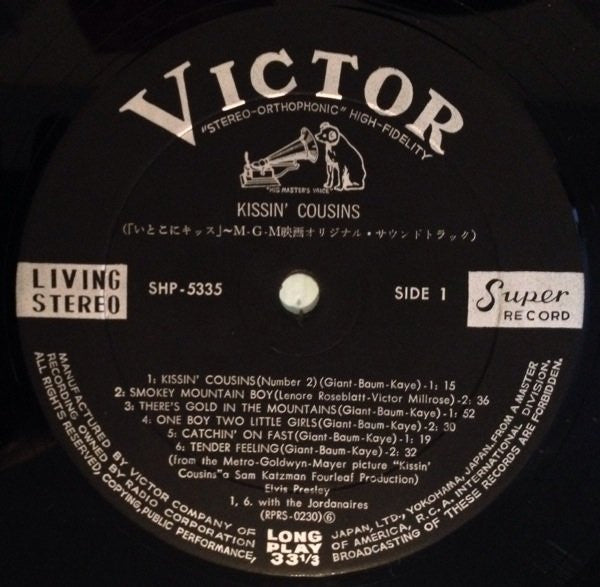 VICTOR
"STEREO-ORTHOPHONIC" HIGH-FIDELITY
"HIS MASTER'S VOICE"
KISSIN' COUSINS
(「いとこにキッス」~M-G-M映画オリジナル・サウンドトラック)
LIVING STEREO
SHP-5335
SIDE 1
Super RECORD
1: KISSIN' COUSINS(Number 2)(Giant-Baum-Kaye)-1: 15
2: SMOKEY MOUNTAIN BOY(Lenore Roseblatt-Victor Millrose)-2: 36
3: THERE'S GOLD IN THE MOUNTAINS(Giant-Baum-Kaye)-1: 52
4: ONE BOY TWO LITTLE GIRLS(Giant-Baum-Kaye)-2: 30
5: CATCHIN' ON FAST(Giant-Baum-Kaye)-1: 19
6: TENDER FEELING(Giant-Baum-Kaye)-2: 32
(from the Metro-Goldwyn-Mayer picture "Kissin'
Cousins"a Sam Katzman Fourleaf Production)
Elvis Presley
1, 6. with the Jordanaires
(RPRS-0230)⑥
LONG PLAY 33 1/3
MANUFACTURED BY VICTOR COMPANY OF JAPAN, LTD., YOKOHAMA, JAPAN. FROM A MASTER
RECORDING OWNED BY RADIO CORPORATION OF AMERICA, R.C.A. INTERNATIONAL DIVISION.
ALL RIGHTS RESERVED COPYING, PUBLIC PERFORMANCE, BROADCASTING OF THESE RECORDS ARE FORBIDDEN.